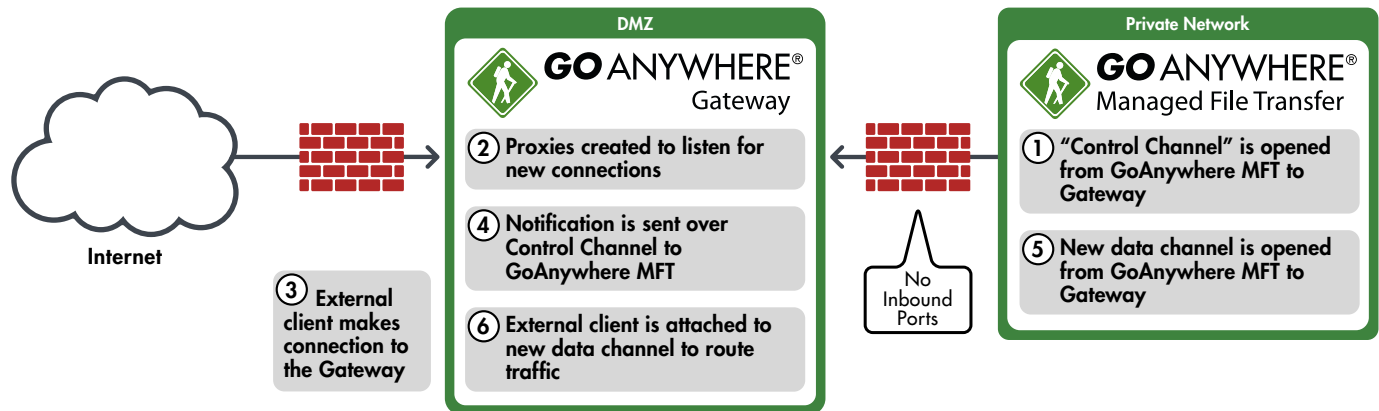 DMZ
GO ANYWHERE®
Gateway
2 Proxies created to listen for
new connections
4 Notification is sent over
Control Channel to
GoAnywhere MFT
6 External client is attached to
new data channel to route
traffic
Private Network
GO ANYWHERE®
Managed File Transfer
1 “Control Channel” is opened
from GoAnywhere MFT to
Gateway
5 New data channel is opened
from GoAnywhere MFT to
Gateway
Internet
3 External
client makes
connection to
the Gateway
No
Inbound
Ports